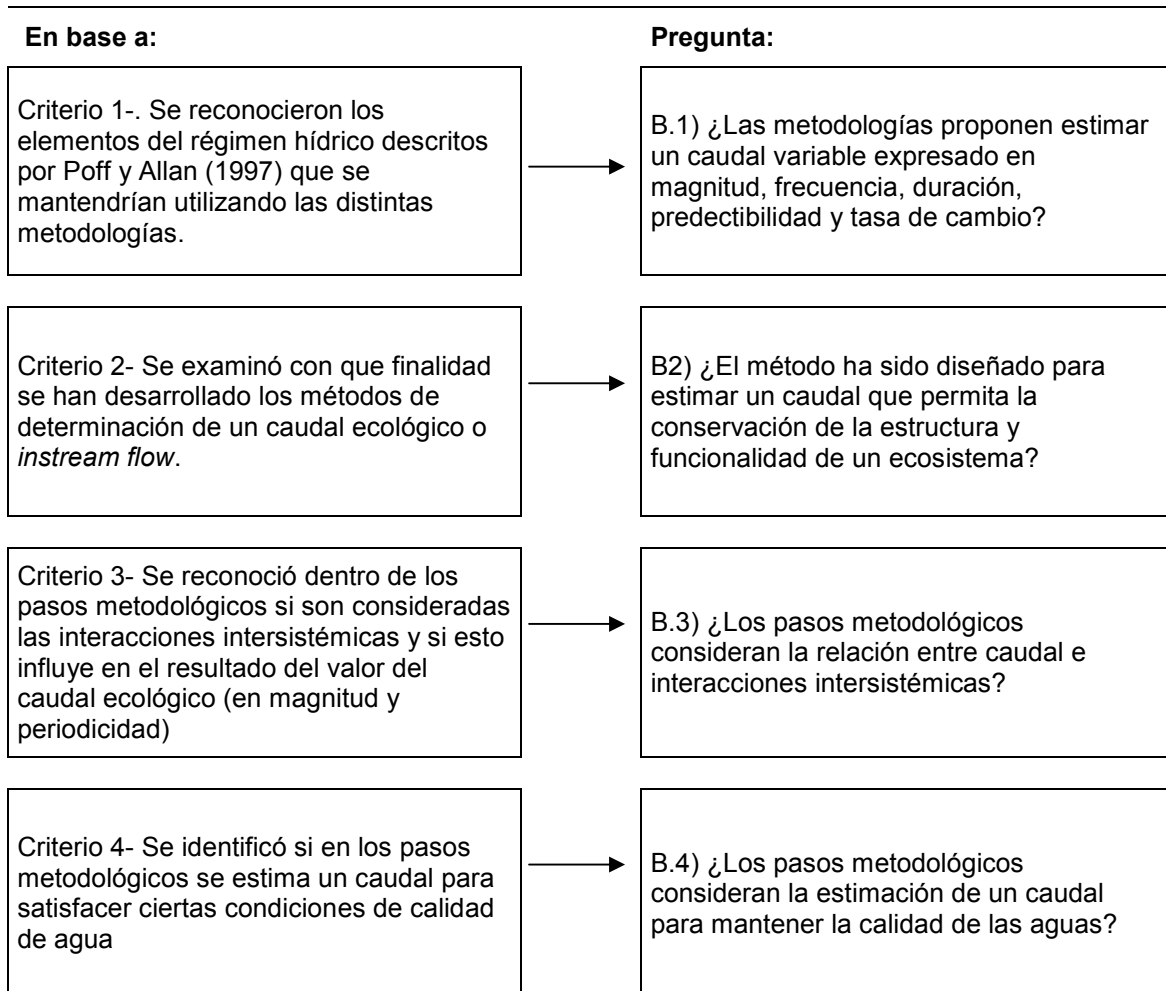 En base a:
Pregunta:
Criterio 1-. Se reconocieron los
elementos del régimen hídrico descritos
por Poff y Allan (1997) que se
mantendrían utilizando las distintas
metodologías.
B.1) ¿Las metodologías proponen estimar
un caudal variable expresado en
magnitud, frecuencia, duración,
predectibilidad y tasa de cambio?
Criterio 2- Se examinó con que finalidad
se han desarrollado los métodos de
determinación de un caudal ecológico o
instream flow.
B2) ¿El método ha sido diseñado para
estimar un caudal que permita la
conservación de la estructura y
funcionalidad de un ecosistema?
Criterio 3- Se reconoció dentro de los
pasos metodológicos si son consideradas
las interacciones intersistémicas y si esto
influye en el resultado del valor del
caudal ecológico (en magnitud y
periodicidad)
B.3) ¿Los pasos metodológicos
consideran la relación entre caudal e
interacciones intersistémicas?
Criterio 4- Se identificó si en los pasos
metodológicos se estima un caudal para
satisfacer ciertas condiciones de calidad
de agua
B.4) ¿Los pasos metodológicos
consideran la estimación de un caudal
para mantener la calidad de las aguas?